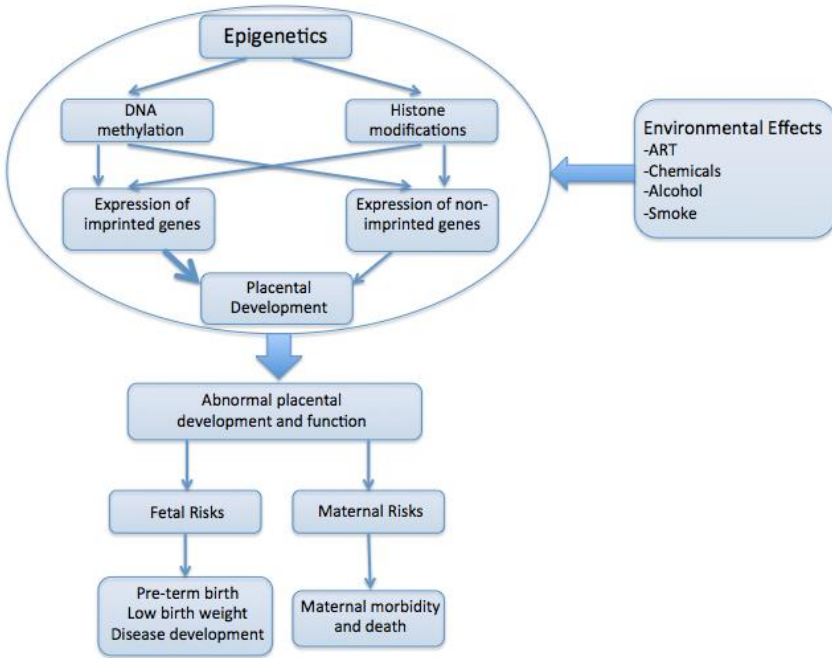 Epigenetics
DNA
methylation
Histone
modifications
Expression of
imprinted genes
Expression of non-
imprinted genes
Placental
Development
Environmental Effects
-ART
-Chemicals
-Alcohol
-Smoke
Abnormal placental
development and function
Fetal Risks
Maternal Risks
Pre-term birth
Low birth weight
Disease development
Maternal morbidity
and death